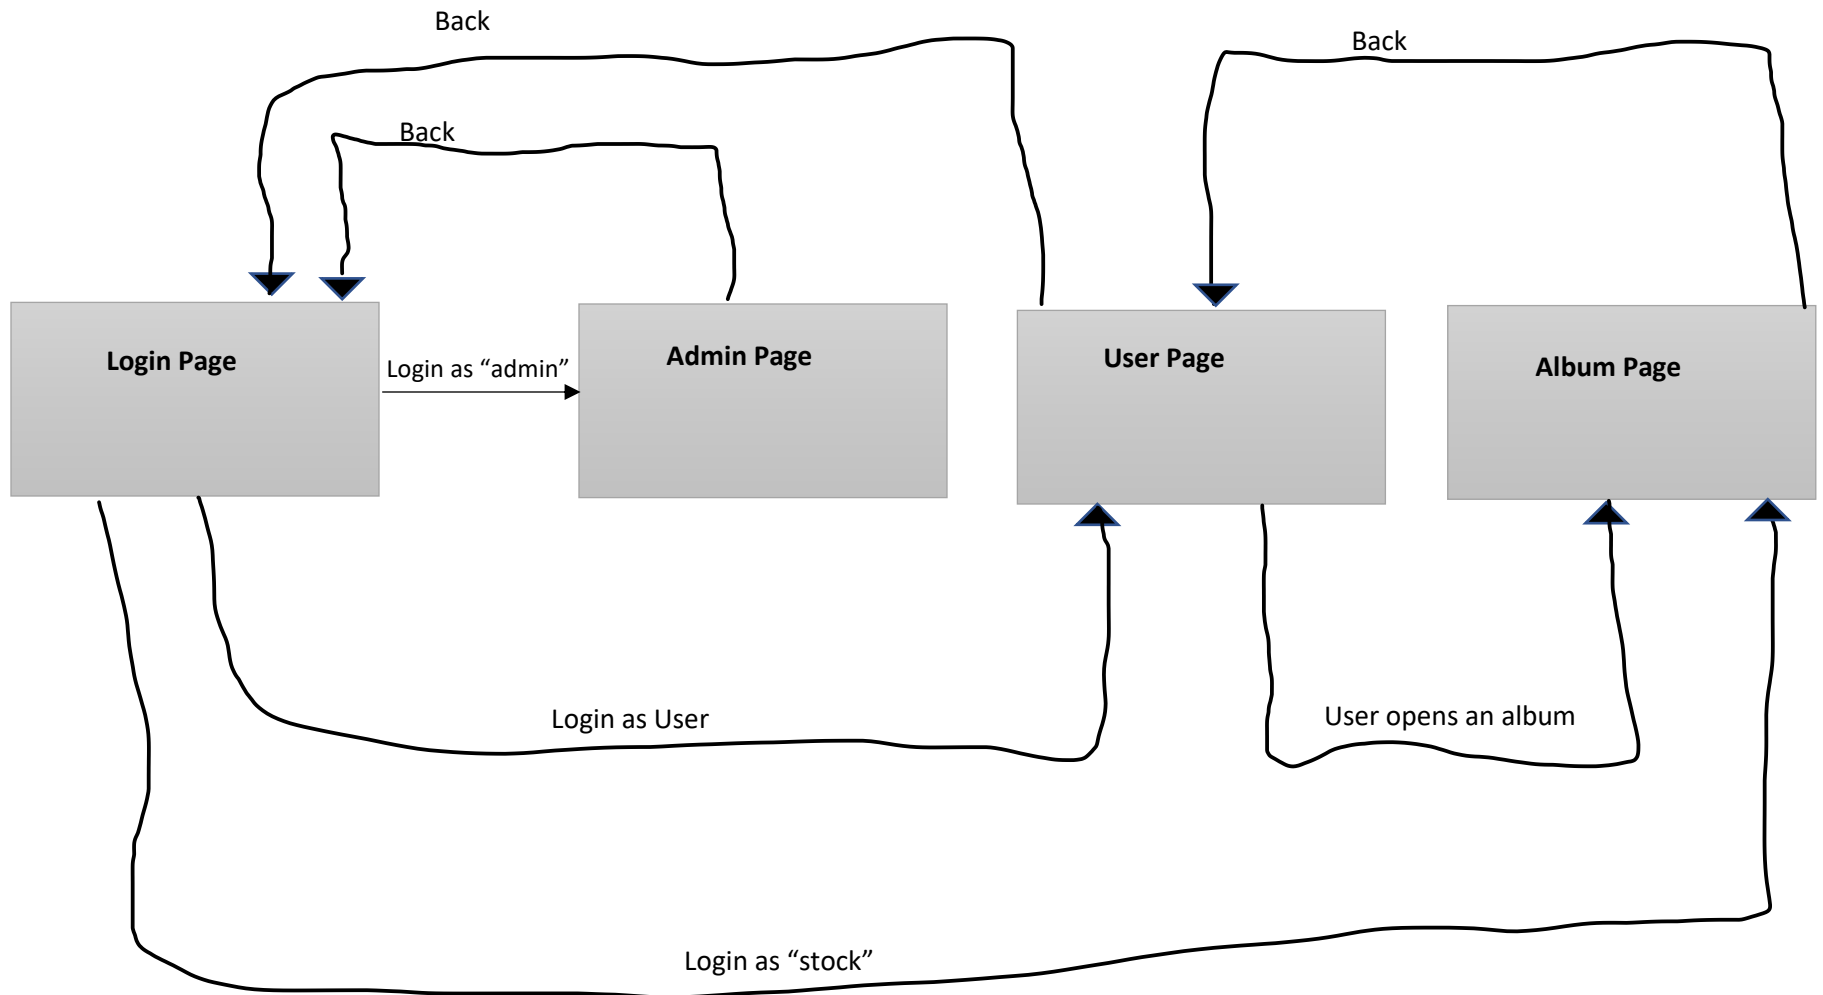 Back
Back
Back
Login Page
Login as “admin”
Admin Page
User Page
Album Page
Login as User
User opens an album
Login as “stock”